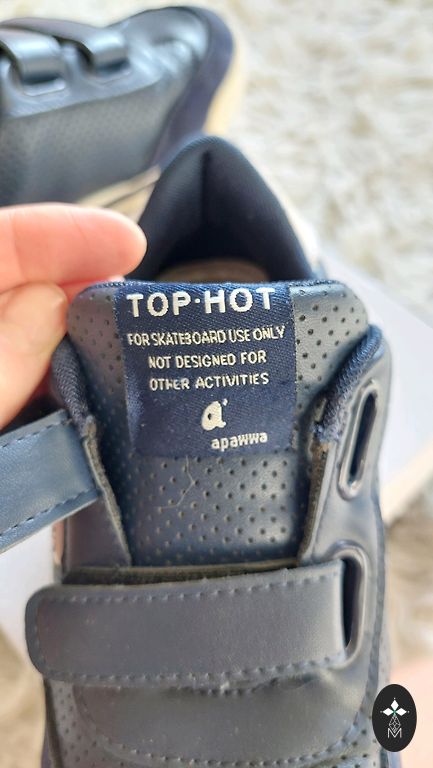 TOP·HOT
FOR SKATEBOARD USE ONLY
NOT DESIGNED FOR
OTHER ACTIVITIES
a
apawwa
M